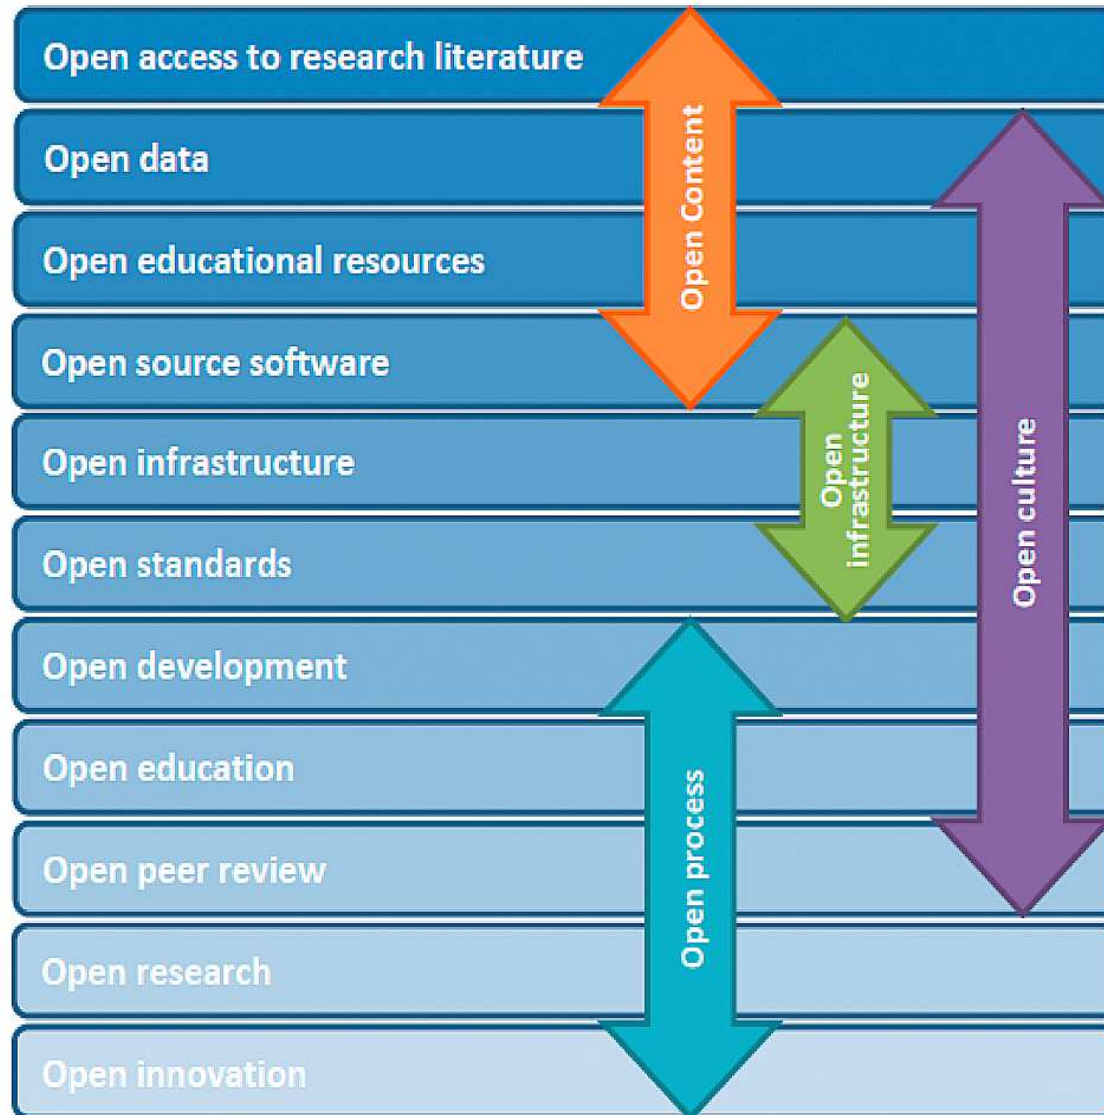 Open access to research literature
Open data
Open educational resources
Open source software
Open infrastructure
Open standards
Open development
Open education
Open peer review
Open research
Open innovation
Open Content
Open
infrastructure
Open culture
Open process